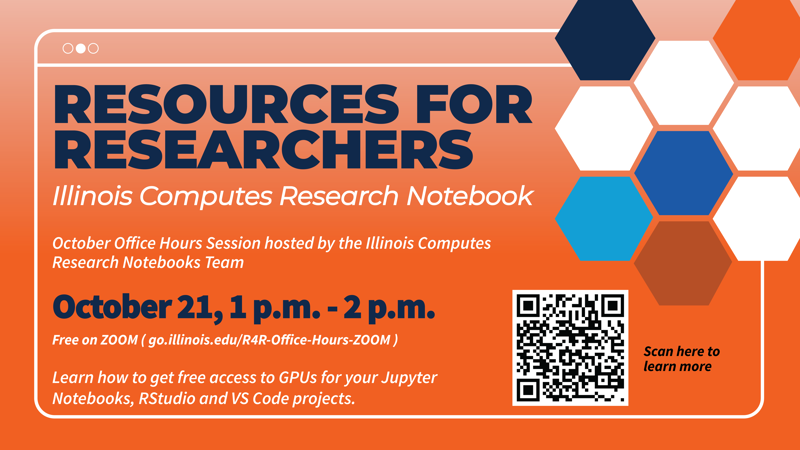 RESOURCES FOR
RESEARCHERS
Illinois Computes Research Notebook
October Office Hours Session hosted by the Illinois Computes
Research Notebooks Team
October 21, 1 p.m. - 2 p.m.
Free on ZOOM ( go.illinois.edu/R4R-Office-Hours-ZOOM )
Learn how to get free access to GPUs for your Jupyter
Notebooks, RStudio and VS Code projects.
Scan here to
learn more